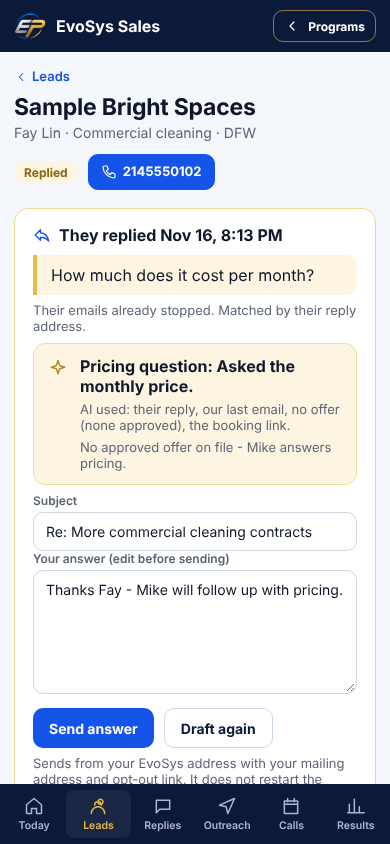 EvoSys Sales
Programs
Leads
Sample Bright Spaces
Fay Lin · Commercial cleaning · DFW
Replied
2145550102
They replied Nov 16, 8:13 PM
How much does it cost per month?
Their emails already stopped. Matched by their reply
address.
Pricing question: Asked the
monthly price.
AI used: their reply, our last email, no offer
(none approved), the booking link.
No approved offer on file - Mike answers
pricing.
Subject
Re: More commercial cleaning contracts
Your answer (edit before sending)
Thanks Fay - Mike will follow up with pricing.
Send answer
Draft again
Sends from your EvoSys address with your mailing
address and opt-out link. It does not restart the
Today
Leads
Replies
Outreach
Calls
Results